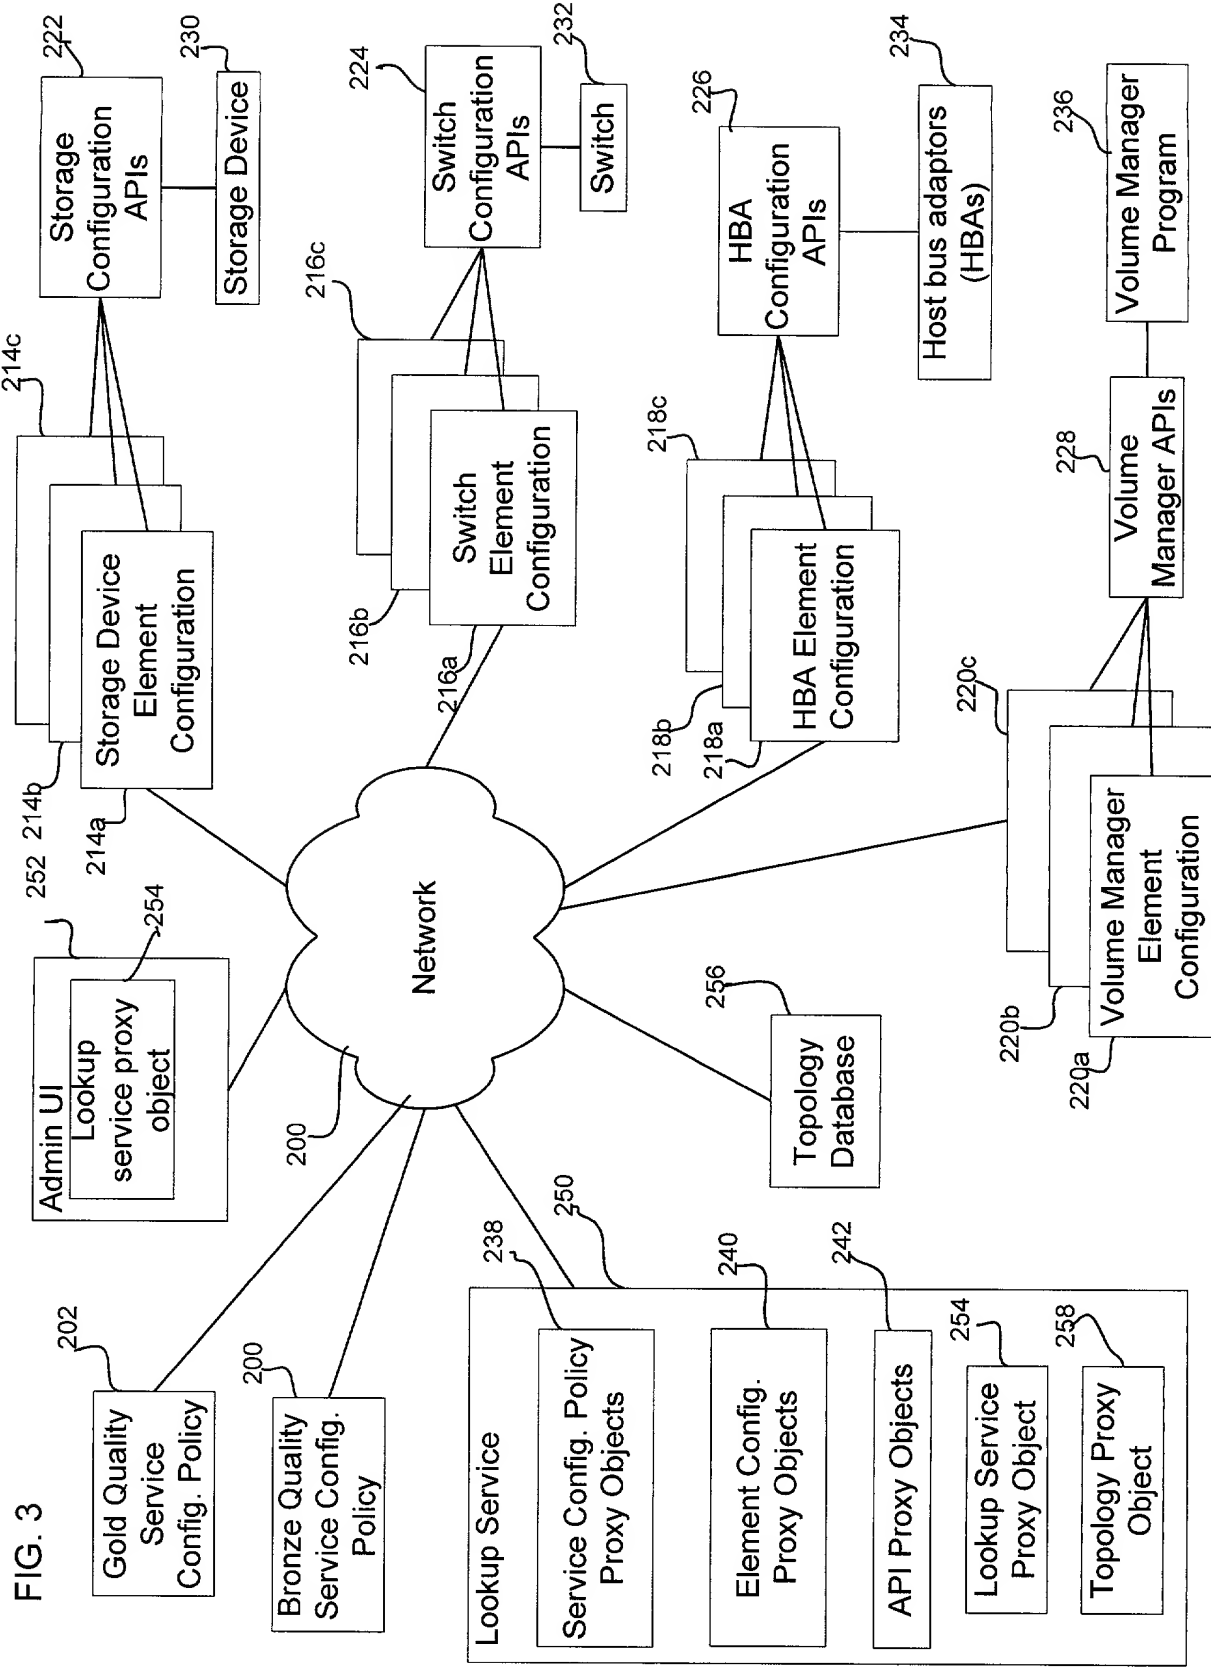 FIG. 3
202
Gold Quality
Service
Config. Policy
200
Bronze Quality
Service Config.
Policy
Lookup Service
250
238
Service Config. Policy
Proxy Objects
240
Element Config.
Proxy Objects
242
API Proxy Objects
254
Lookup Service
Proxy Object
258
Topology Proxy
Object
252
Admin UI
254
Lookup
service proxy
object
200
Network
256
Topology
Database
214c
214b
214a
Storage Device
Element
Configuration
222
Storage
Configuration
APIs
230
Storage Device
216c
216b
216a
Switch
Element
Configuration
224
Switch
Configuration
APIs
232
Switch
218c
218b
218a
HBA Element
Configuration
226
HBA
Configuration
APIs
234
Host bus adaptors
(HBAs)
220c
220b
220a
Volume Manager
Element
Configuration
228
Volume
Manager APIs
236
Volume Manager
Program